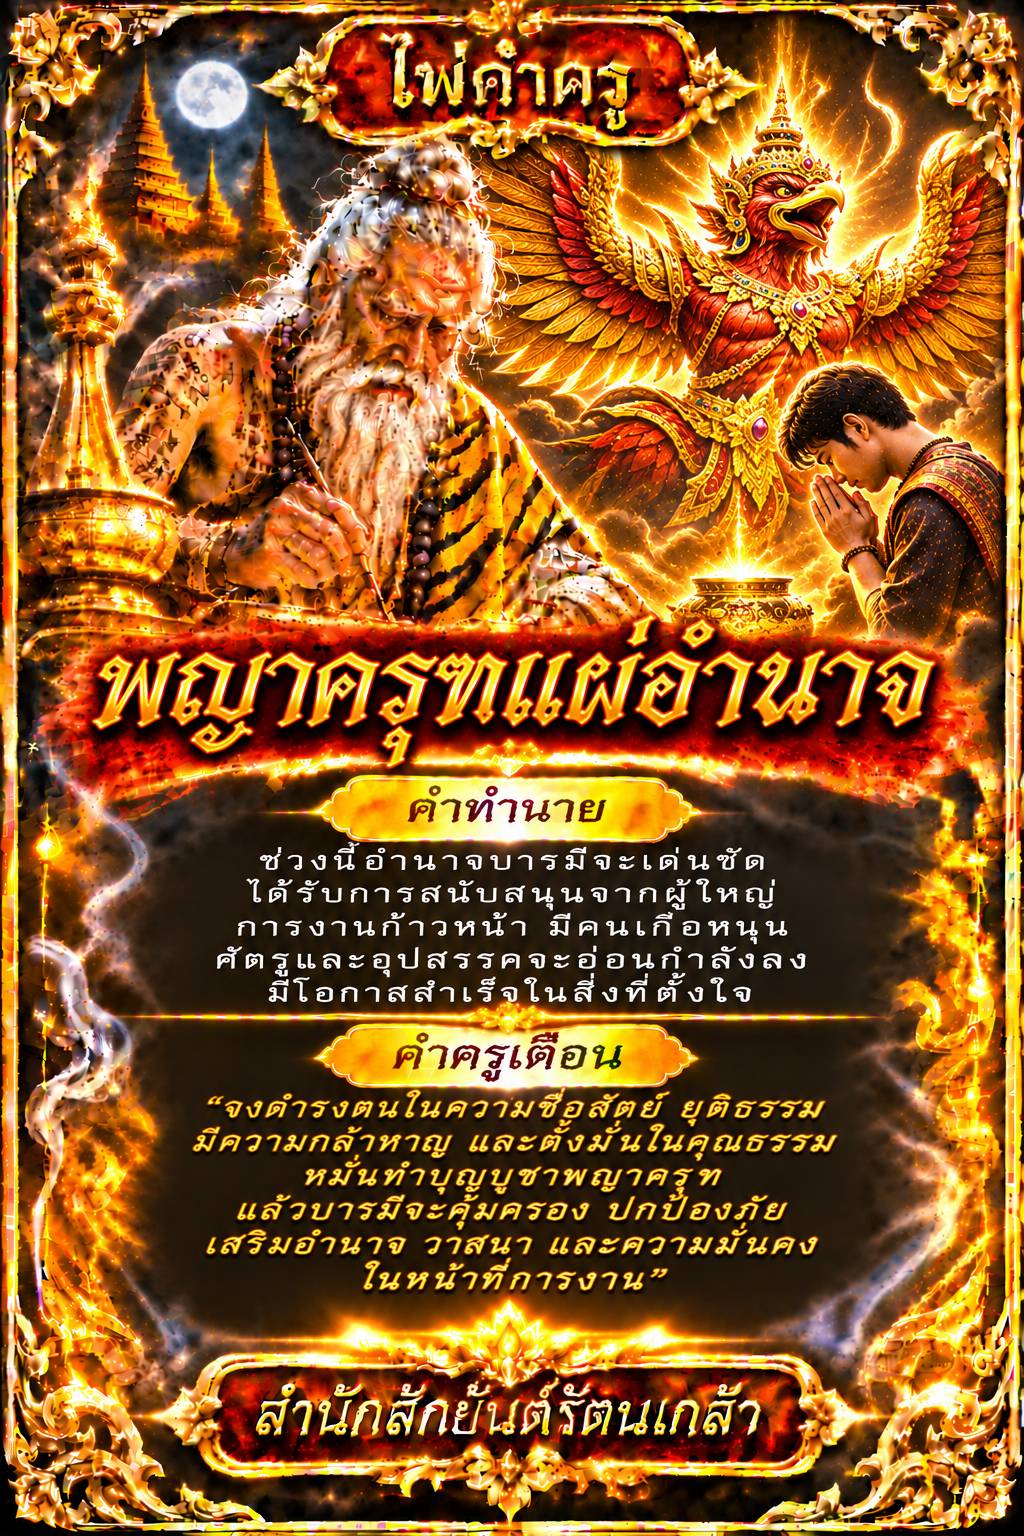 ไพ่คำครู
พญาครุฑแผ่อำนาจ
คำทำนาย
ช่วงนี้อำนาจบารมีจะเด่นชัด
ได้รับการสนับสนุนจากผู้ใหญ่
การงานก้าวหน้า มีคนเกื้อหนุน
ศัตรูและอุปสรรคจะอ่อนกำลังลง
มีโอกาสสำเร็จในสิ่งที่ตั้งใจ
คำครูเตือน
“จงดำรงตนในความซื่อสัตย์ ยุติธรรม
มีความกล้าหาญ และตั้งมั่นในคุณธรรม
หมั่นทำบุญบูชาพญาครุฑ
แล้วบารมีจะคุ้มครอง ปกป้องภัย
เสริมอำนาจ วาสนา และความมั่นคง
ในหน้าที่การงาน”
สำนักสักยันต์รัตนเกล้า